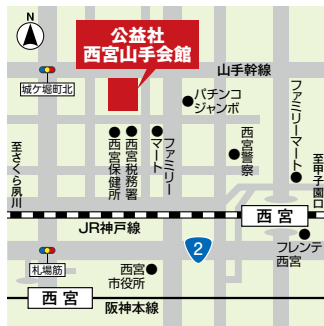 N
公益社
西宮山手会館
山手幹線
城ケ堀町北
パチンコ
ジャンボ
ファミリーマート
西宮警察
ファミリー
マート
西宮税務署
西宮保健所
至さくら夙川
至甲子園口
西宮
JR神戸線
フレンテ
西宮
2
札場筋
西宮
市役所
西宮
阪神本線